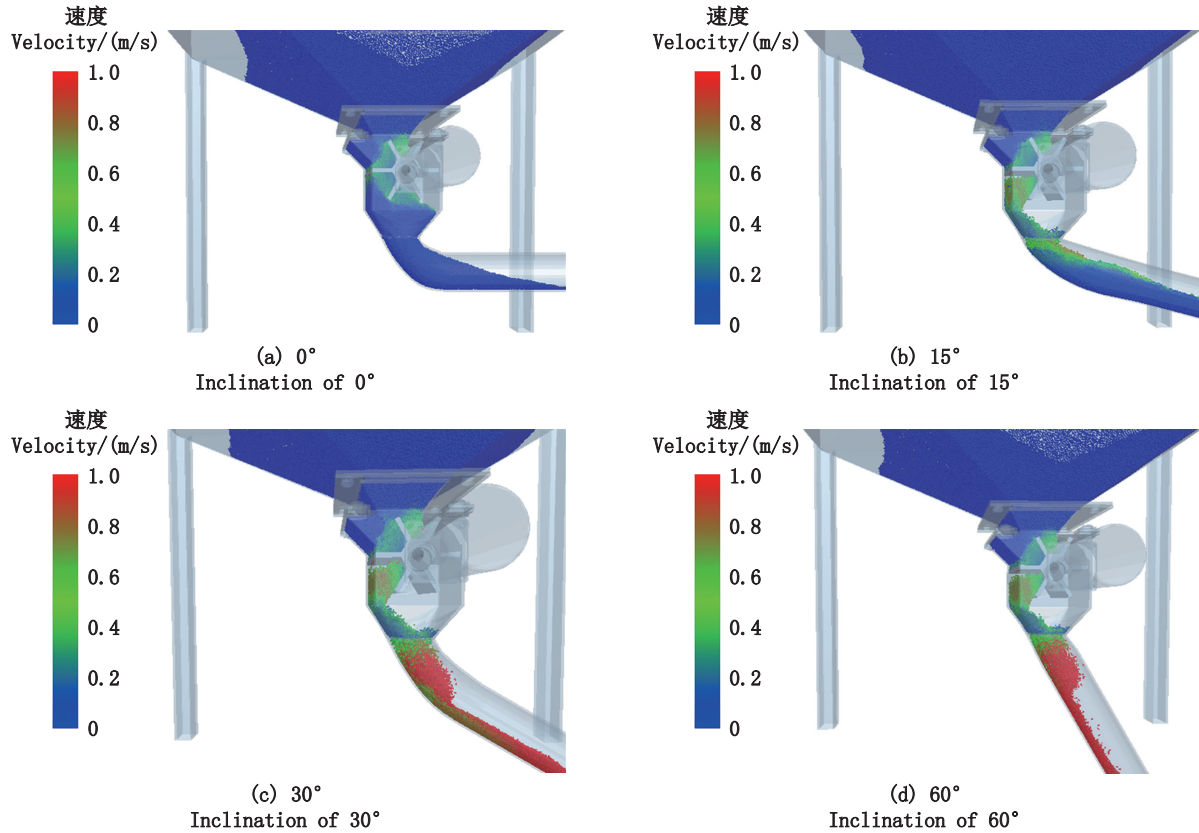 速度
Velocity/(m/s)
1.0
0.8
0.6
0.4
0.2
0
(a) 0°
Inclination of 0°
速度
Velocity/(m/s)
1.0
0.8
0.6
0.4
0.2
0
(b) 15°
Inclination of 15°
速度
Velocity/(m/s)
1.0
0.8
0.6
0.4
0.2
0
(c) 30°
Inclination of 30°
速度
Velocity/(m/s)
1.0
0.8
0.6
0.4
0.2
0
(d) 60°
Inclination of 60°